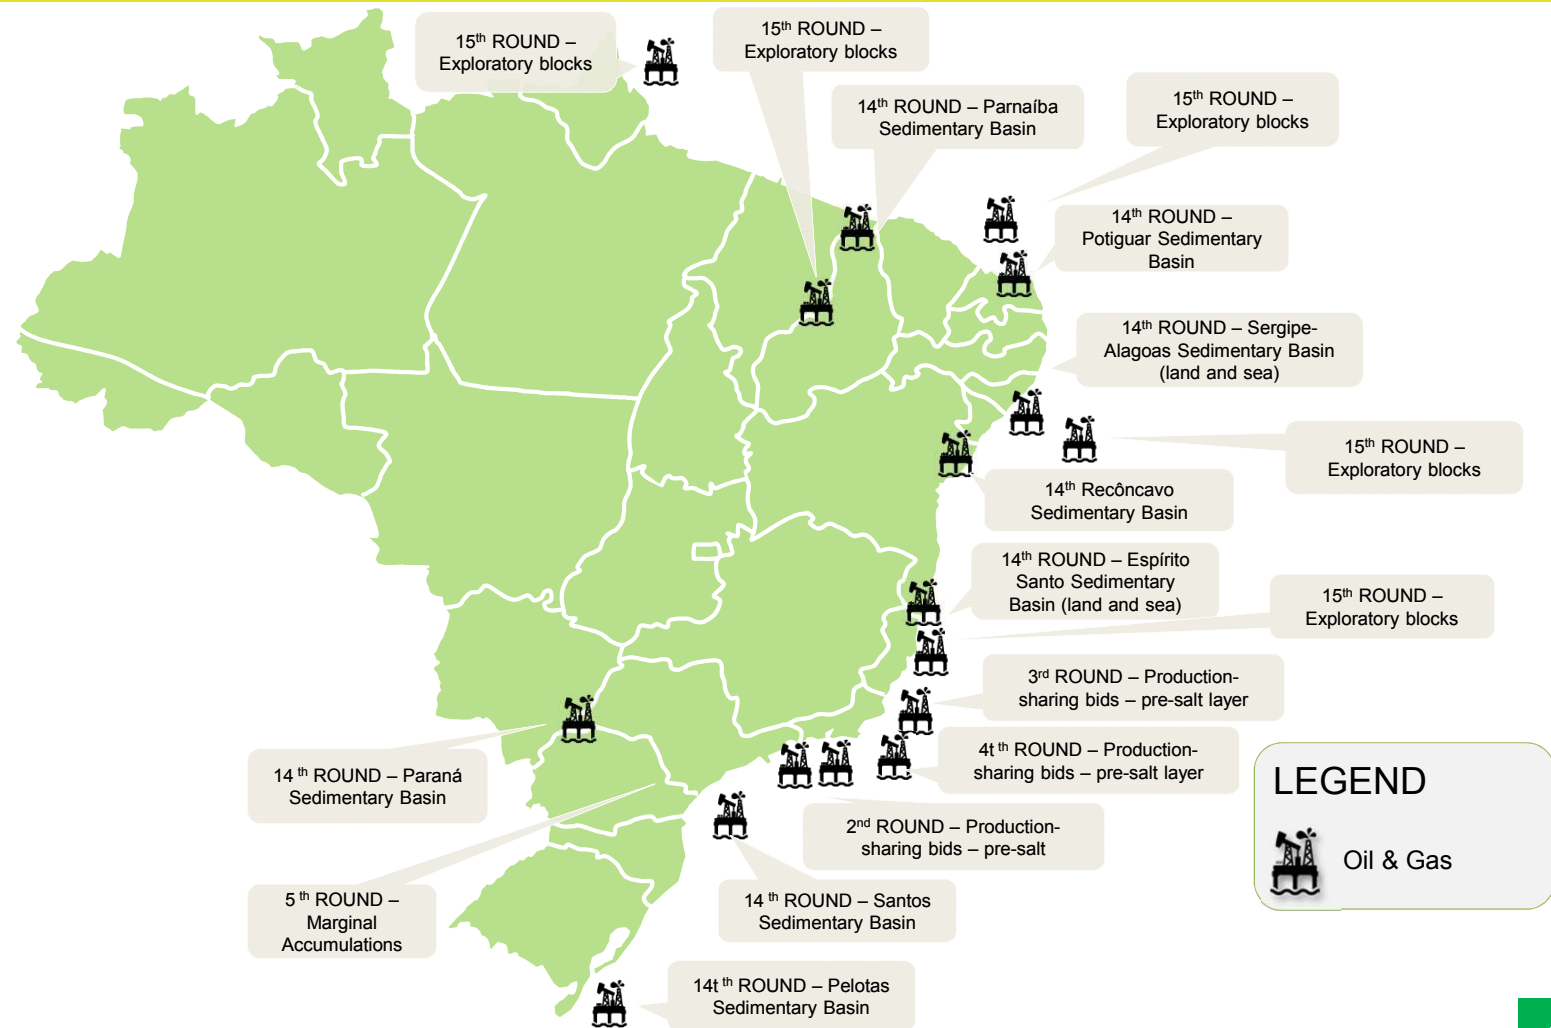 15th ROUND –
Exploratory blocks
15th ROUND –
Exploratory blocks
14th ROUND – Parnaíba
Sedimentary Basin
15th ROUND –
Exploratory blocks
14th ROUND –
Potiguar Sedimentary
Basin
14th ROUND – Sergipe-
Alagoas Sedimentary Basin
(land and sea)
15th ROUND –
Exploratory blocks
14th Recôncavo
Sedimentary Basin
14th ROUND – Espírito
Santo Sedimentary
Basin (land and sea)
15th ROUND –
Exploratory blocks
3rd ROUND – Production-
sharing bids – pre-salt layer
4t th ROUND – Production-
sharing bids – pre-salt layer
14 th ROUND – Paraná
Sedimentary Basin
2nd ROUND – Production-
sharing bids – pre-salt
5 th ROUND –
Marginal
Accumulations
14 th ROUND – Santos
Sedimentary Basin
14t th ROUND – Pelotas
Sedimentary Basin
LEGEND
Oil & Gas